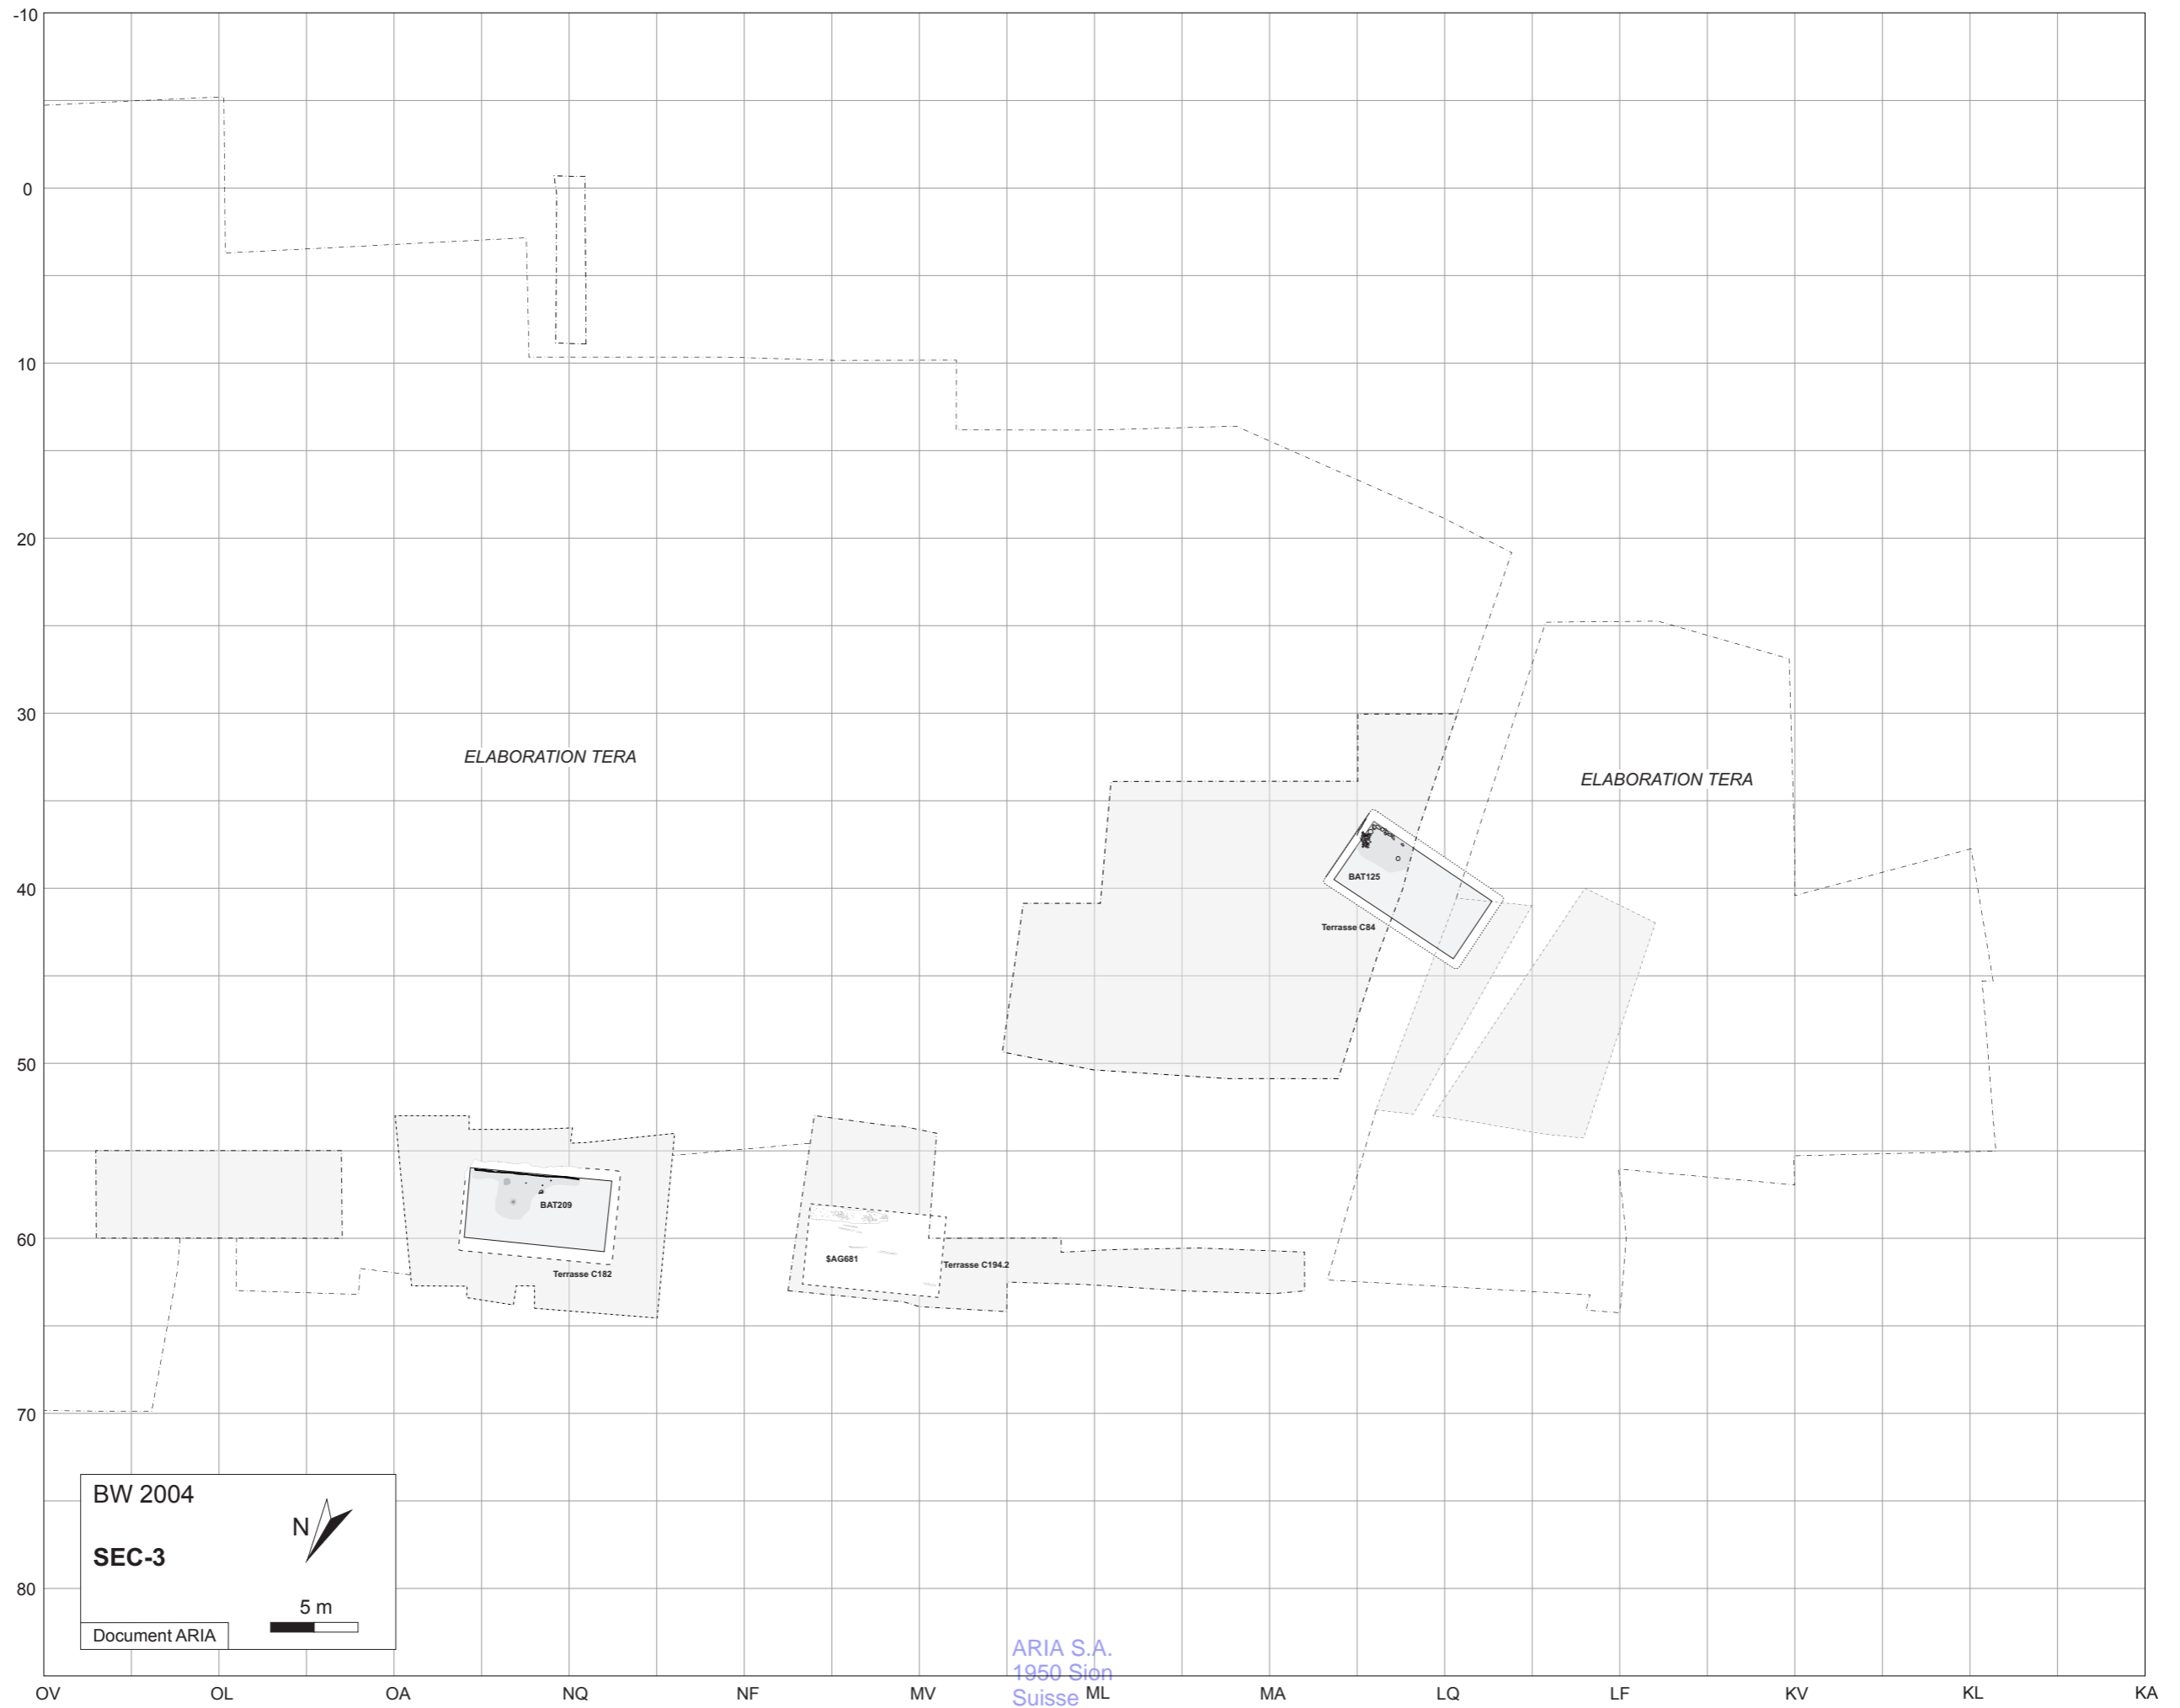 -10
0
10
20
30
ELABORATION TERA
ELABORATION TERA
BAT125
40
Terrasse C84
50
BAT209
60
$AG681
Terrasse C194.2
Terrasse C182
70
BW 2004
N
SEC-3
80
5 m
Document ARIA
ARIA S.A.
1950 Sion
Suisse
OV OL OA NQ NF MV ML MA LQ LF KV KL KA